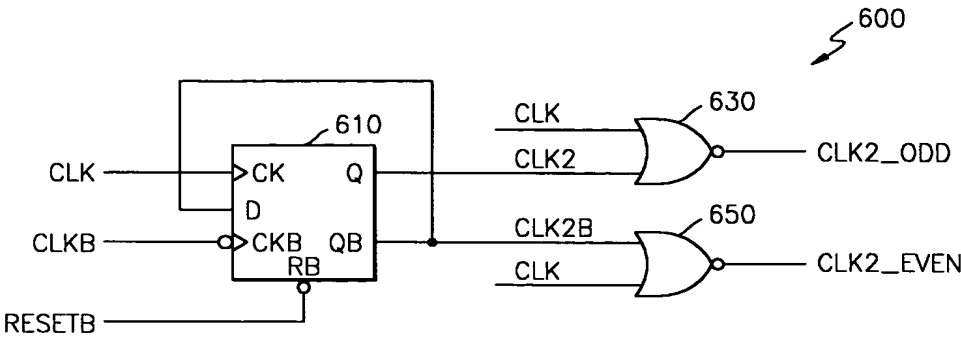 600
610
630
CLK
CLK2
CLK2_ODD
CLK
CK
Q
D
650
CLKB
CKB
QB
CLK2B
CLK2_EVEN
RB
CLK
RESETB